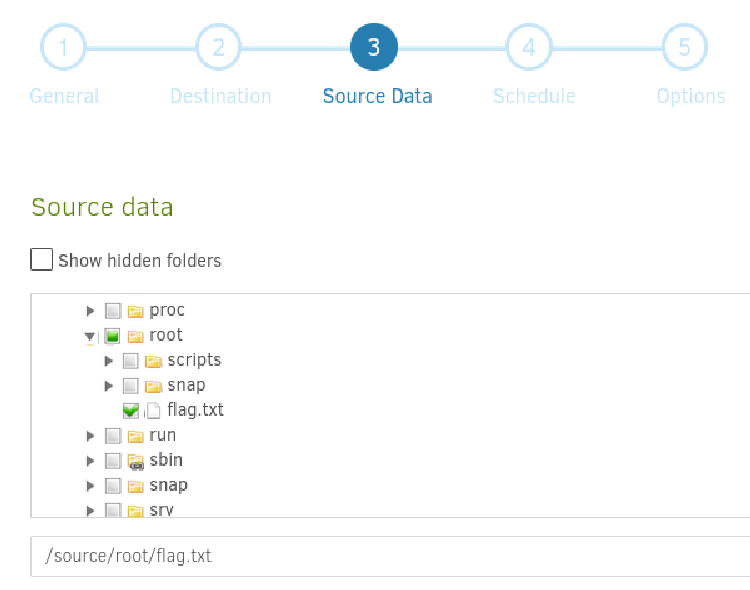 1 2 3 4 5
General Destination Source Data Schedule Options
Source data
Show hidden folders
proc
root
scripts
snap
flag.txt
run
sbin
snap
srv
/source/root/flag.txt